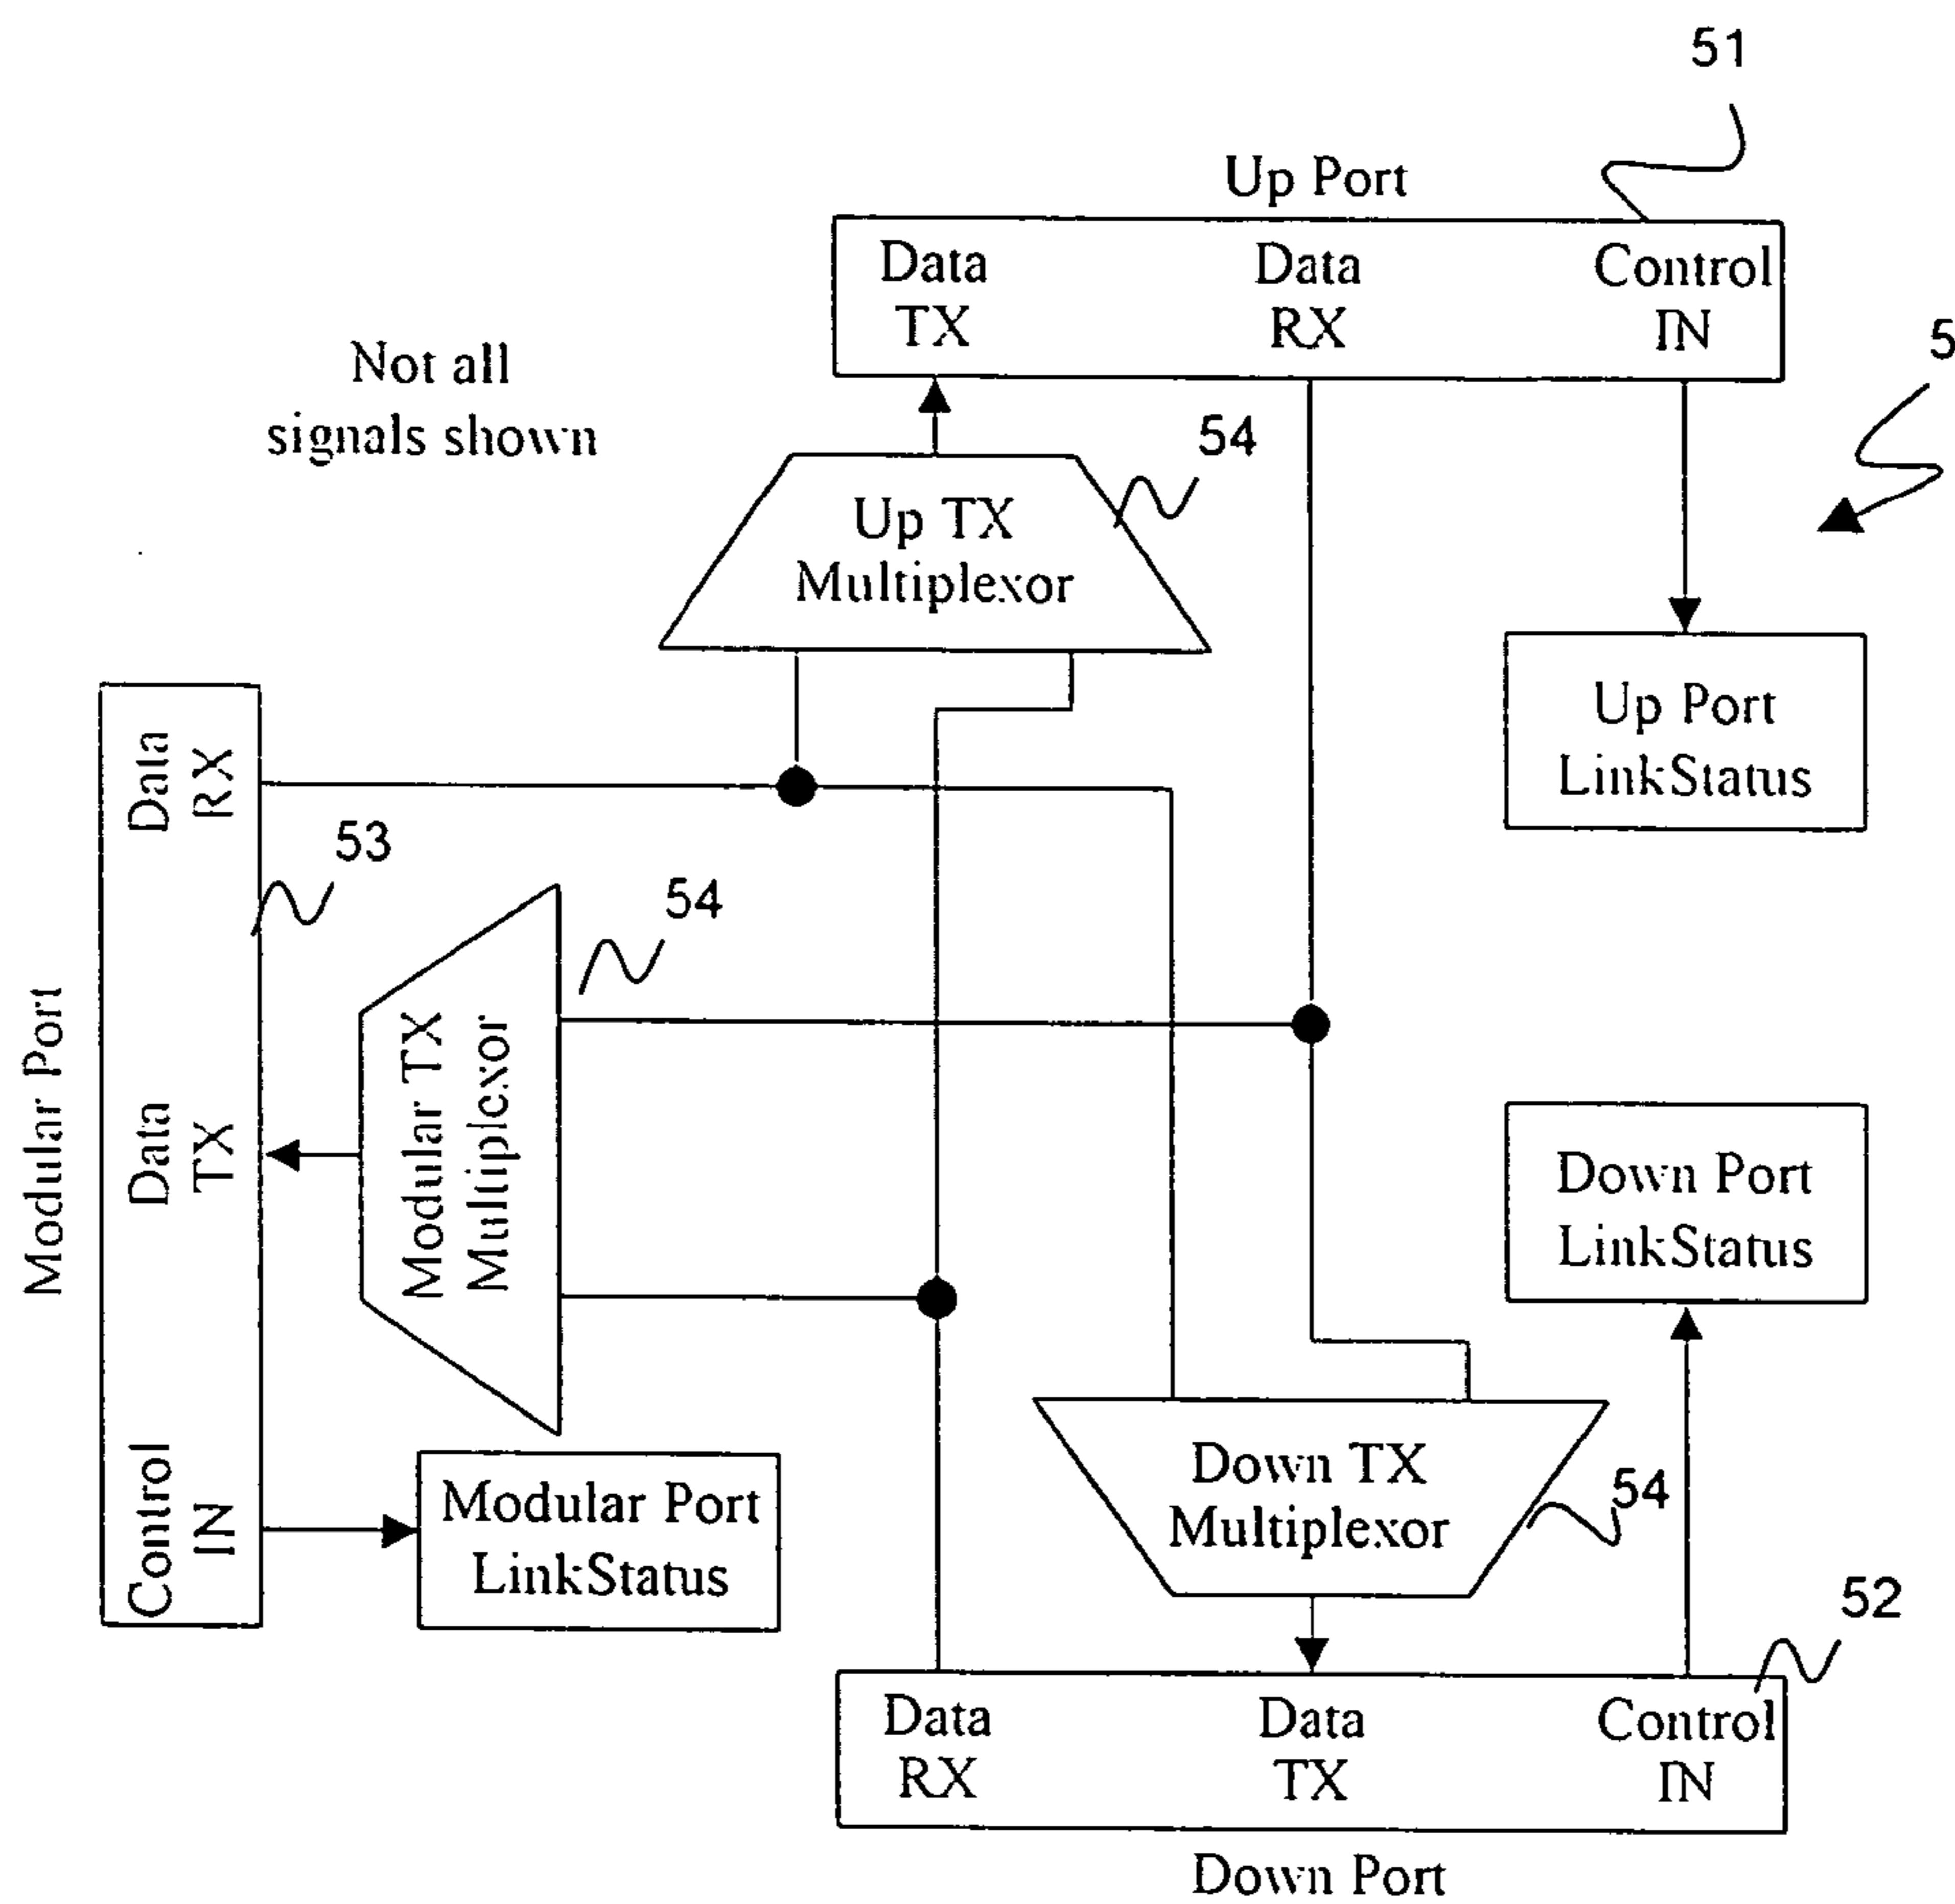 51
Up Port
Data
TX
Data
RX
Control
IN
5
Not all
signals shown
54
Up TX
Multiplexor
Up Port
LinkStatus
Modular Port
Data
RX
53
Data
TX
Control
IN
54
Modular TX
Multiplexor
Modular Port
LinkStatus
Down Port
LinkStatus
Down TX
Multiplexor
54
52
Data
RX
Data
TX
Control
IN
Down Port